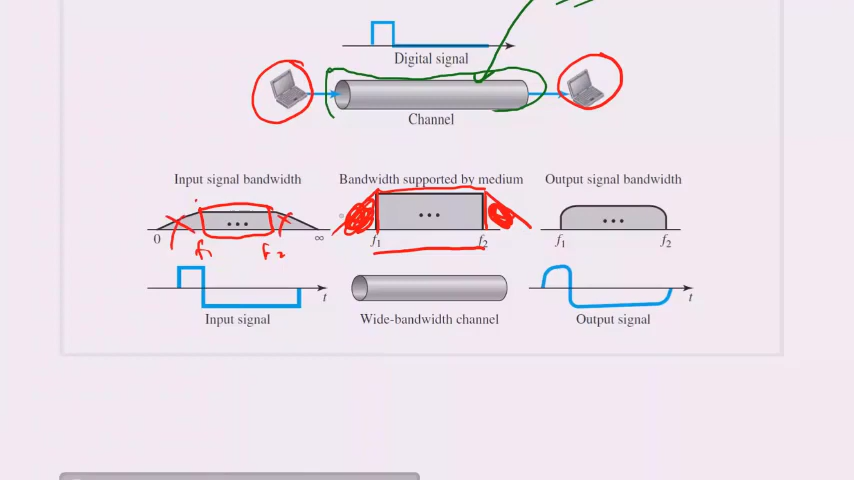 Digital signal
Channel
Input signal bandwidth
Bandwidth supported by medium
Output signal bandwidth
0
∞
f1
f2
f1
f2
f1
f2
t
t
Input signal
Wide-bandwidth channel
Output signal